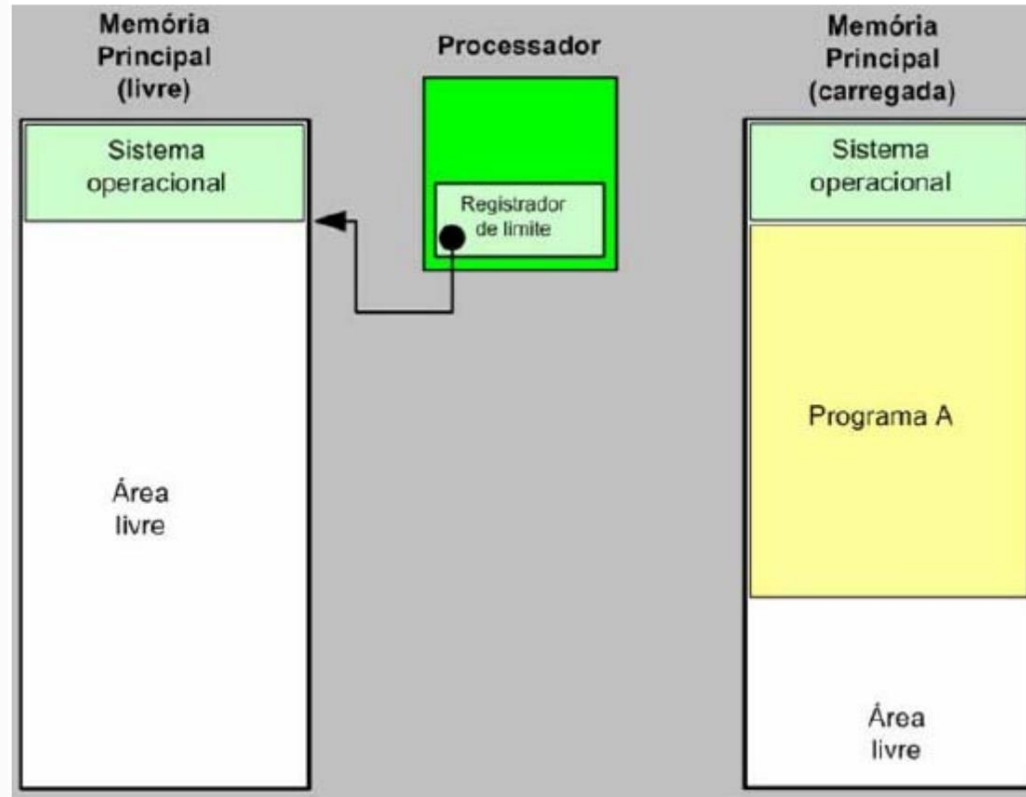 Memória
Principal
(livre)
Sistema
operacional
Área
livre
Processador
Registrador
de limite
Memória
Principal
(carregada)
Sistema
operacional
Programa A
Área
livre